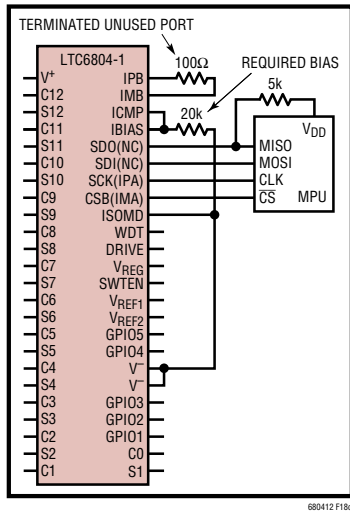 TERMINATED UNUSED PORT
LTC6804-1
100Ω
REQUIRED BIAS
5k
20k
V+
C12
S12
C11
S11
C10
S10
C9
S9
C8
S8
C7
S7
C6
S6
C5
S5
C4
S4
C3
S3
C2
S2
C1
IPB
IMB
ICMP
IBIAS
SDO(NC)
SDI(NC)
SCK(IPA)
CSB(IMA)
ISOMD
WDT
DRIVE
VREG
SWTEN
VREF1
VREF2
GPIO5
GPIO4
V–
V–
GPIO3
GPIO2
GPIO1
C0
S1
VDD
MISO
MOSI
CLK
CS MPU
680412 F18c